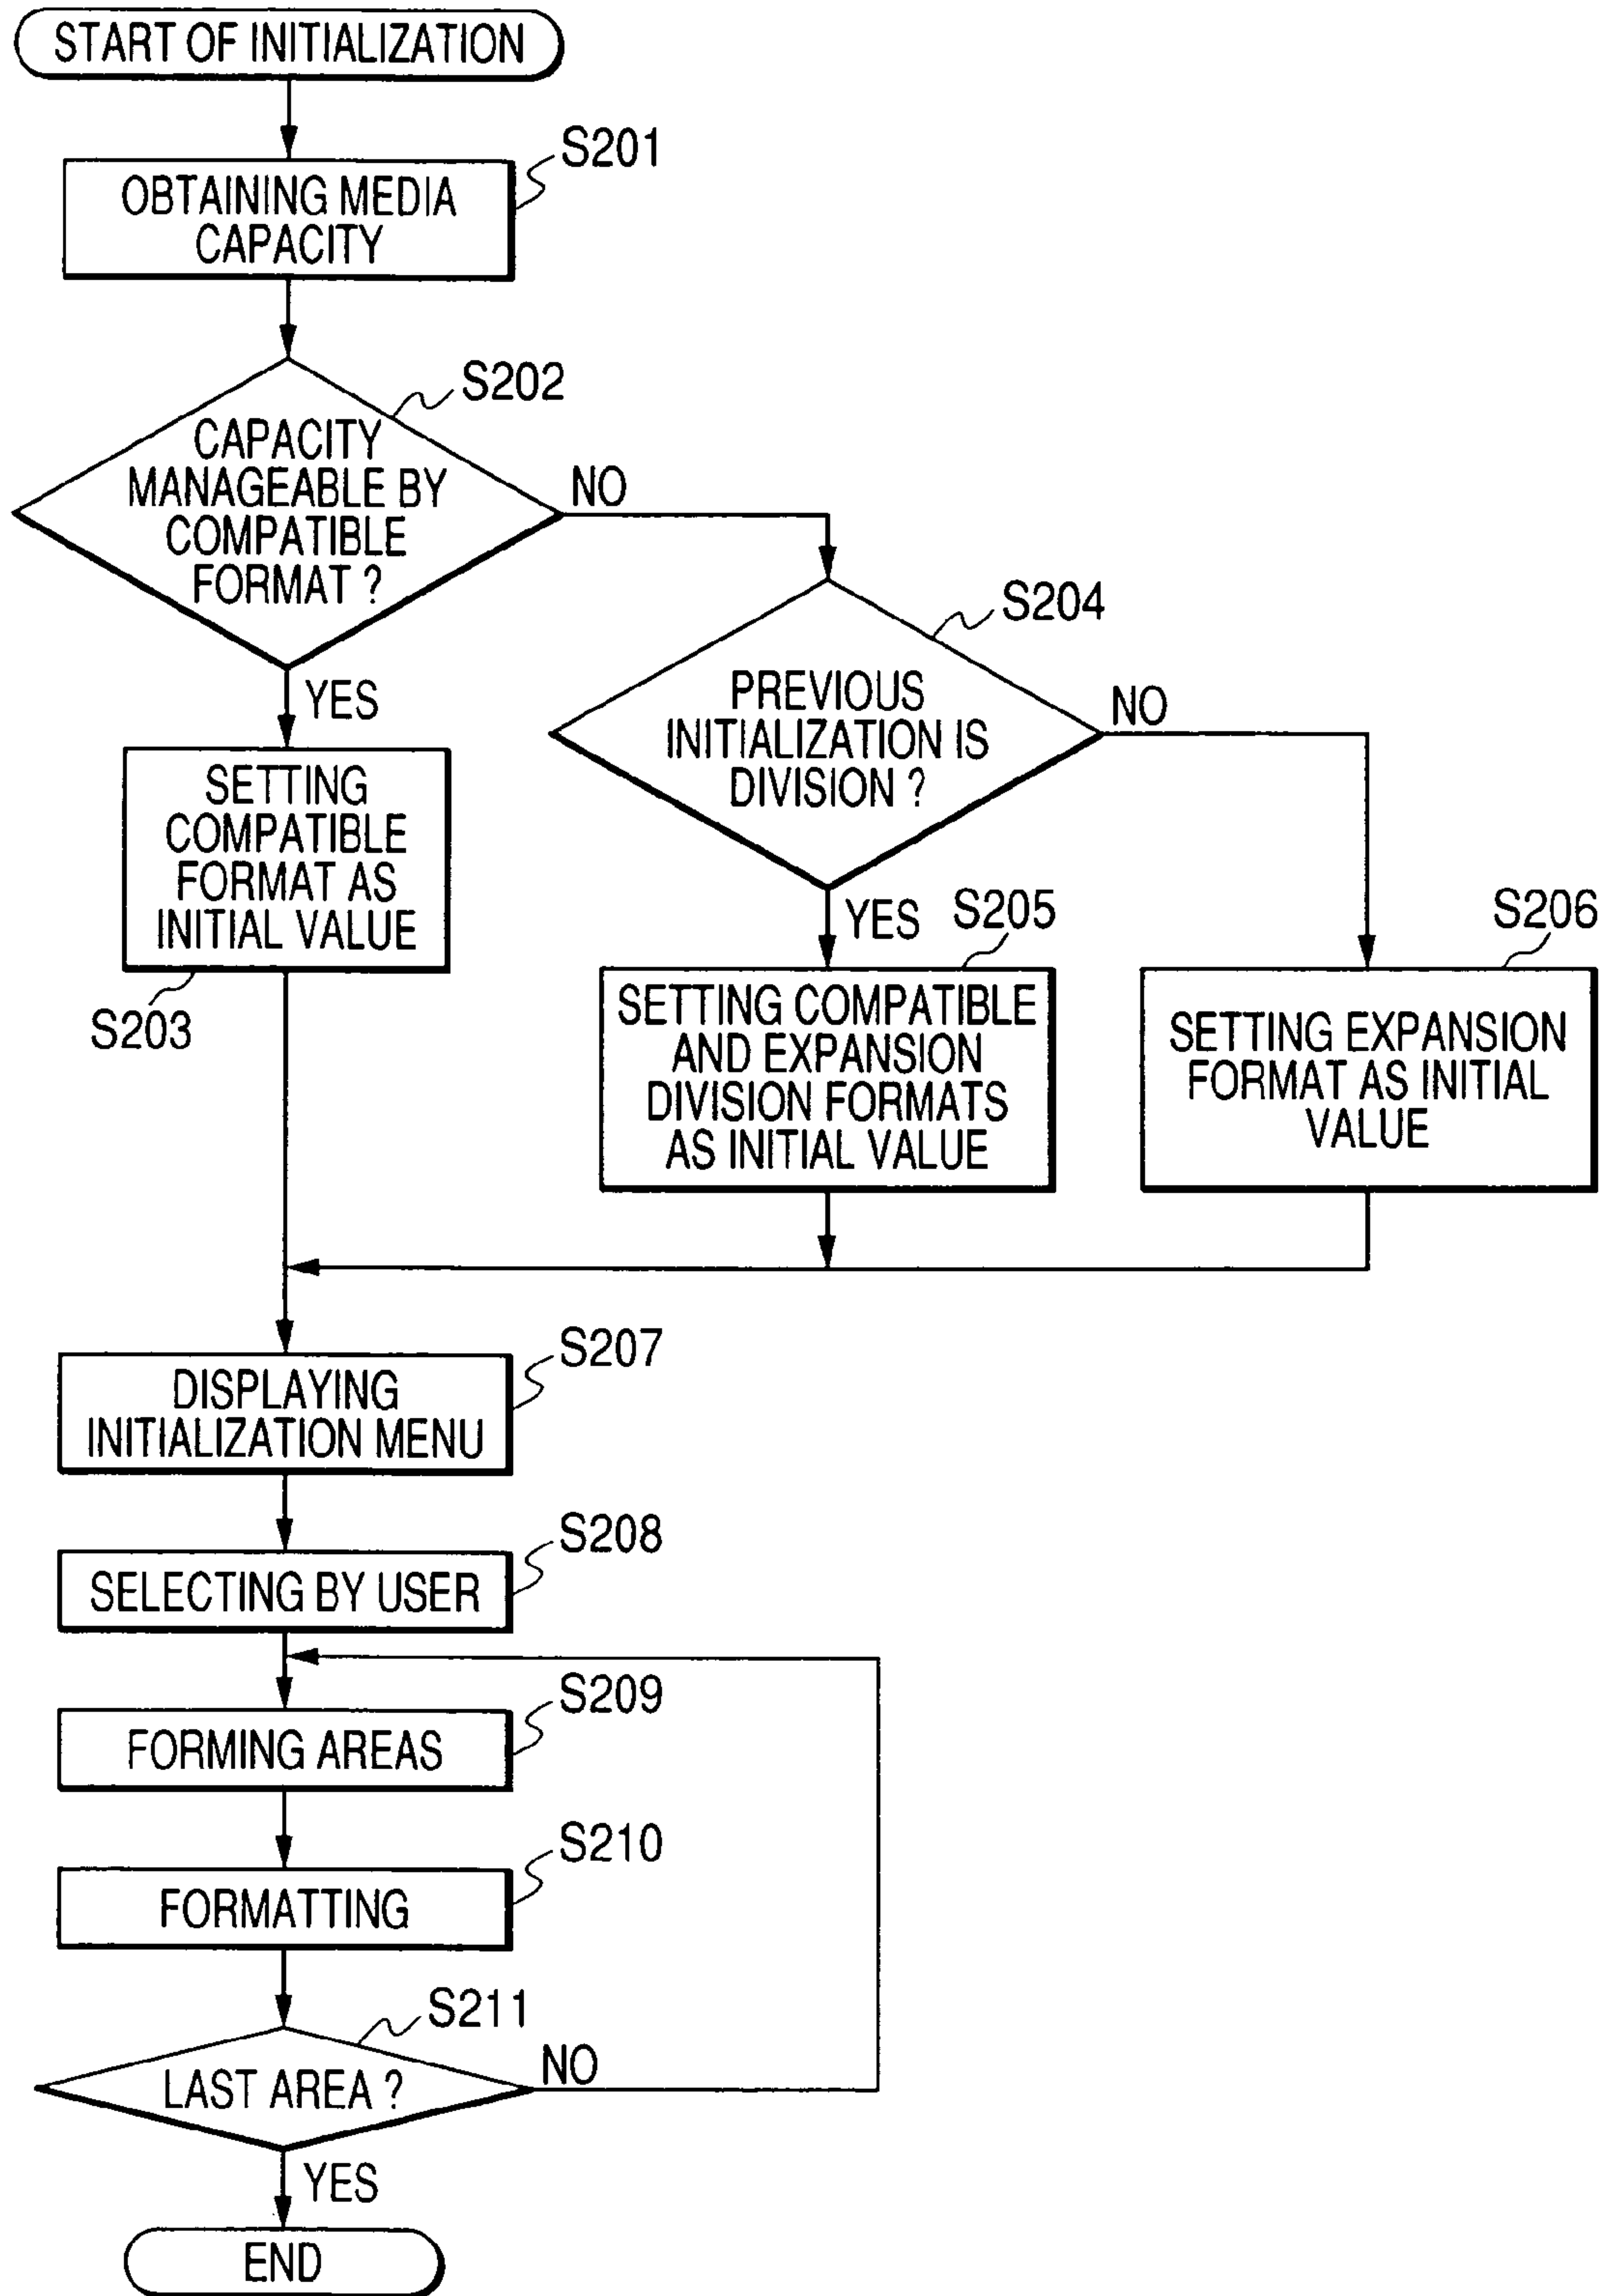 START OF INITIALIZATION
S201
OBTAINING MEDIA
CAPACITY
S202
CAPACITY
MANAGEABLE BY
COMPATIBLE
FORMAT ?
NO
YES
S204
PREVIOUS
INITIALIZATION IS
DIVISION ?
NO
YES
SETTING
COMPATIBLE
FORMAT AS
INITIAL VALUE
S203
S205
SETTING COMPATIBLE
AND EXPANSION
DIVISION FORMATS
AS INITIAL VALUE
S206
SETTING EXPANSION
FORMAT AS INITIAL
VALUE
S207
DISPLAYING
INITIALIZATION MENU
S208
SELECTING BY USER
S209
FORMING AREAS
S210
FORMATTING
S211
LAST AREA ?
NO
YES
END